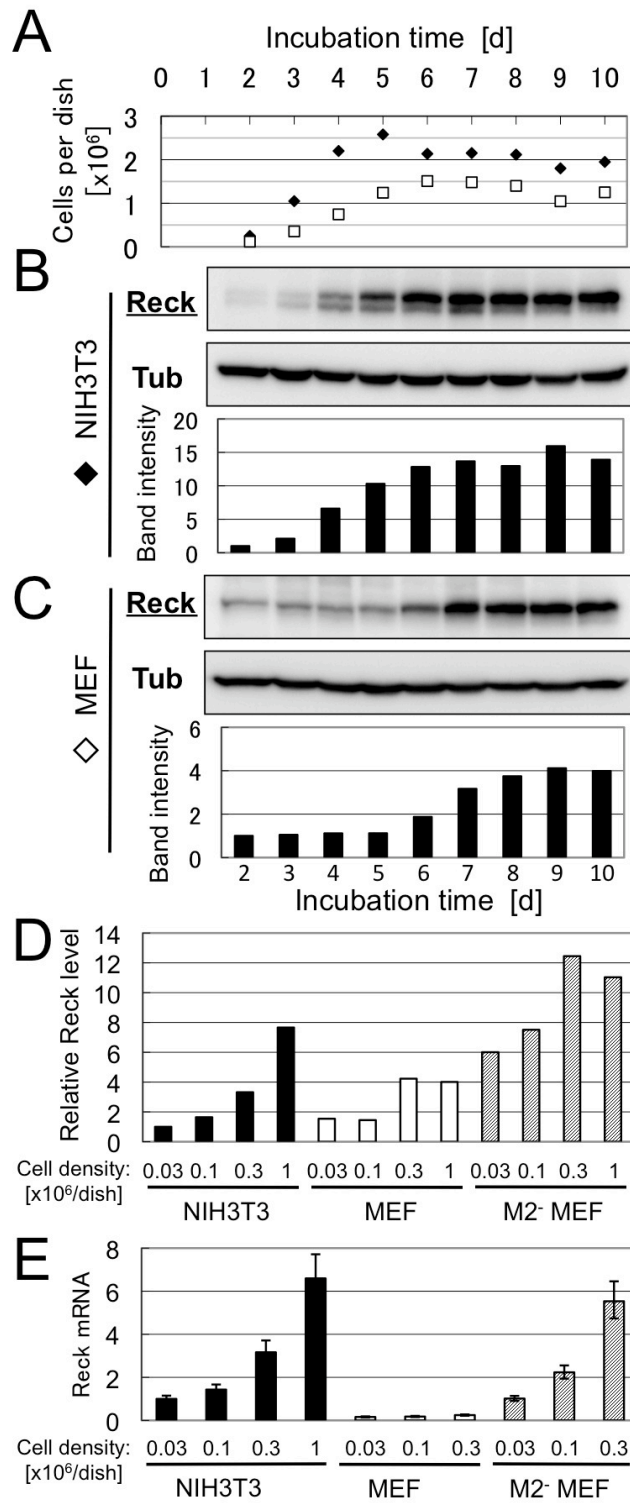 A
Incubation time [d]
0 1 2 3 4 5 6 7 8 9 10
Cells per dish
[x10⁶]
3
2
1
0
B
◆ NIH3T3
Reck
Tub
Band intensity
20
15
10
5
0
C
◇ MEF
Reck
Tub
Band intensity
6
4
2
0
2 3 4 5 6 7 8 9 10
Incubation time [d]
D
Relative Reck level
14
12
10
8
6
4
2
0
Cell density: 0.03 0.1 0.3 1 0.03 0.1 0.3 1 0.03 0.1 0.3 1
[x10⁶/dish]
NIH3T3 MEF M2⁻ MEF
E
Reck mRNA
8
6
4
2
0
Cell density: 0.03 0.1 0.3 1 0.03 0.1 0.3 0.03 0.1 0.3
[x10⁶/dish]
NIH3T3 MEF M2⁻ MEF